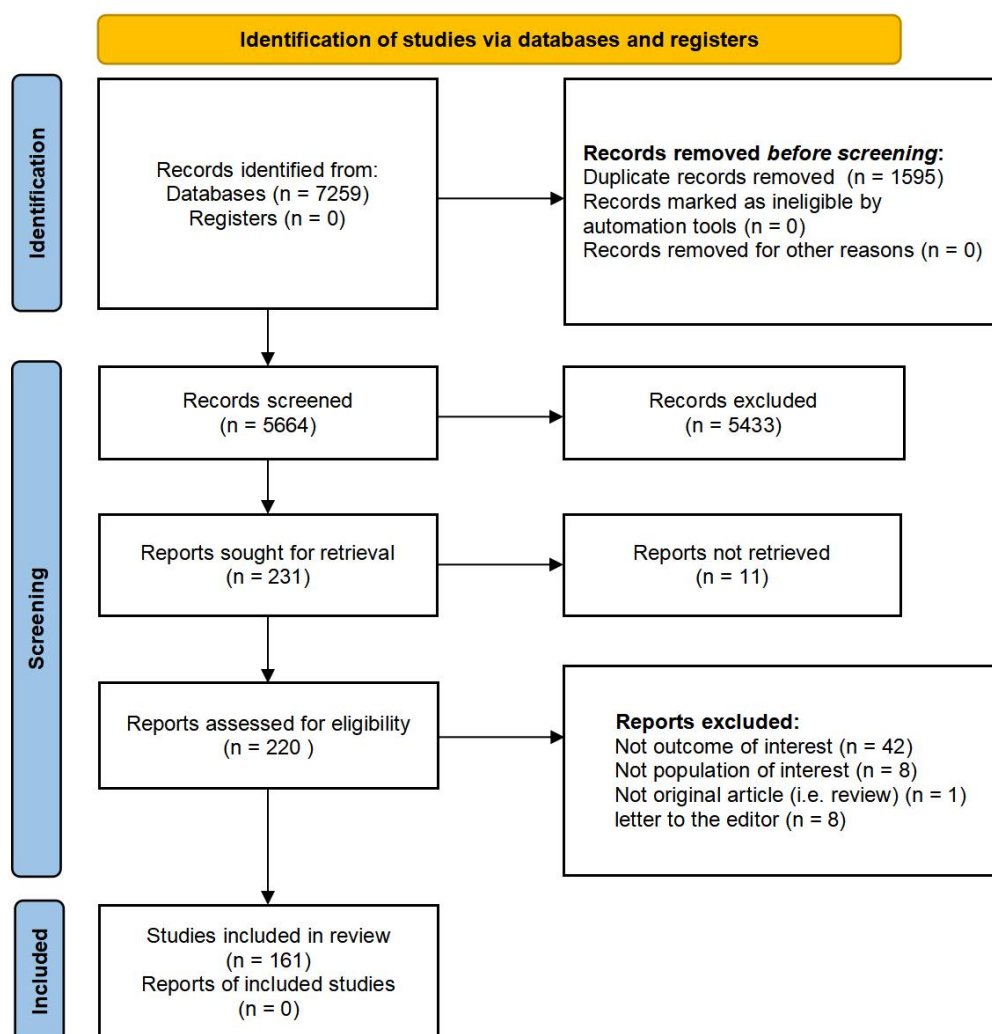 Identification of studies via databases and registers
Identification
Records identified from:
Databases (n = 7259)
Registers (n = 0)
Records removed before screening:
Duplicate records removed (n = 1595)
Records marked as ineligible by
automation tools (n = 0)
Records removed for other reasons (n = 0)
Screening
Records screened
(n = 5664)
Records excluded
(n = 5433)
Reports sought for retrieval
(n = 231)
Reports not retrieved
(n = 11)
Reports assessed for eligibility
(n = 220 )
Reports excluded:
Not outcome of interest (n = 42)
Not population of interest (n = 8)
Not original article (i.e. review) (n = 1)
letter to the editor (n = 8)
Included
Studies included in review
(n = 161)
Reports of included studies
(n = 0)